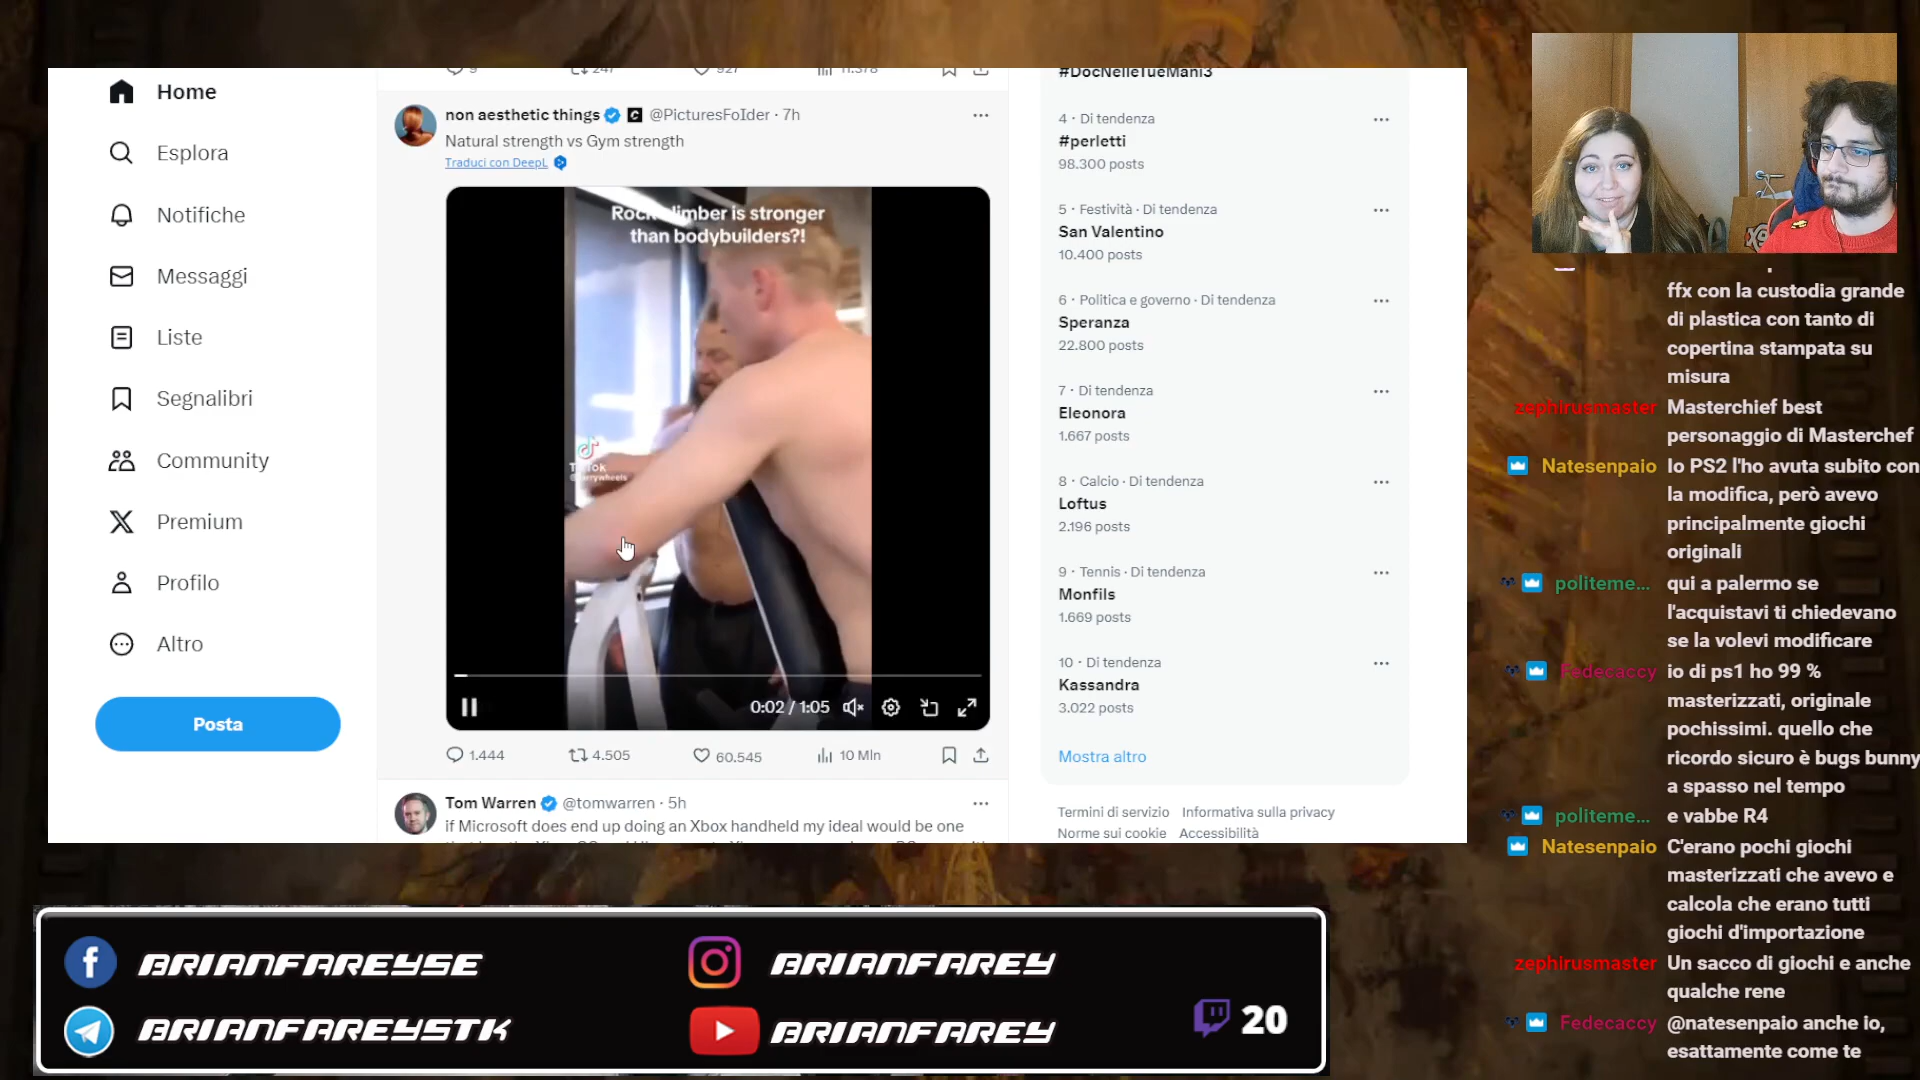 Home
Esplora
Notifiche
Messaggi
Liste
Segnalibri
Community
Premium
Profilo
Altro
Posta
9 247 927 11.378
non aesthetic things @PicturesFoIder · 7h
Natural strength vs Gym strength
Traduci con DeepL
Rock climber is stronger
than bodybuilders?!
TikTok
0:02 / 1:05
1.444 4.505 60.545 10 Mln
Tom Warren @tomwarren · 5h
if Microsoft does end up doing an Xbox handheld my ideal would be one
#DocNelleTueMani3
4 · Di tendenza
#perletti
98.300 posts
5 · Festività · Di tendenza
San Valentino
10.400 posts
6 · Politica e governo · Di tendenza
Speranza
22.800 posts
7 · Di tendenza
Eleonora
1.667 posts
8 · Calcio · Di tendenza
Loftus
2.196 posts
9 · Tennis · Di tendenza
Monfils
1.669 posts
10 · Di tendenza
Kassandra
3.022 posts
Mostra altro
Termini di servizio Informativa sulla privacy
Norme sui cookie Accessibilità
ffx con la custodia grande
di plastica con tanto di
copertina stampata su
misura
zephirusmaster Masterchief best
personaggio di Masterchef
Natesenpaio Io PS2 l'ho avuta subito con
la modifica, però avevo
principalmente giochi
originali
politeme... qui a palermo se
l'acquistavi ti chiedevano
se la volevi modificare
Fedecaccy io di ps1 ho 99 %
masterizzati, originale
pochissimi. quello che
ricordo sicuro è bugs bunny
a spasso nel tempo
politeme... e vabbe R4
Natesenpaio C'erano pochi giochi
masterizzati che avevo e
calcola che erano tutti
giochi d'importazione
zephirusmaster Un sacco di giochi e anche
qualche rene
Fedecaccy @natesenpaio anche io,
esattamente come te
BRIANFAREYSE
BRIANFAREY
BRIANFAREYSTK
BRIANFAREY
20